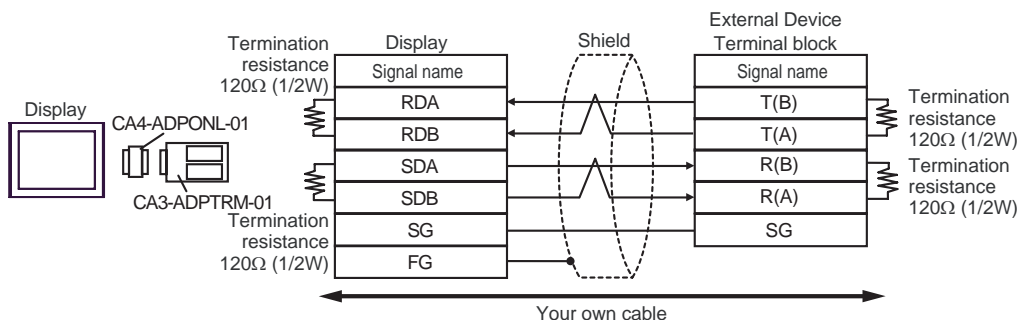 External Device
Termination
resistance
120Ω (1/2W)
Display
Shield
Terminal block
Signal name
Signal name
RDA
T(B)
RDB
T(A)
SDA
R(B)
SDB
R(A)
SG
SG
FG
Display
CA4-ADPONL-01
CA3-ADPTRM-01
Termination
resistance
120Ω (1/2W)
Termination
resistance
120Ω (1/2W)
Termination
resistance
120Ω (1/2W)
Your own cable